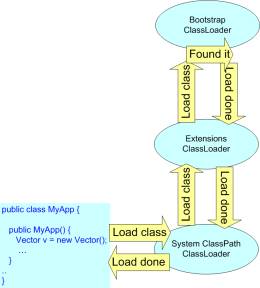 Bootstrap
ClassLoader
Found it
Load class
Load done
Extensions
ClassLoader
Load class
Load done
public class MyApp {
public MyApp() {
Vector v = new Vector();
...
}
..
}
Load class
Load done
System ClassPath
ClassLoader